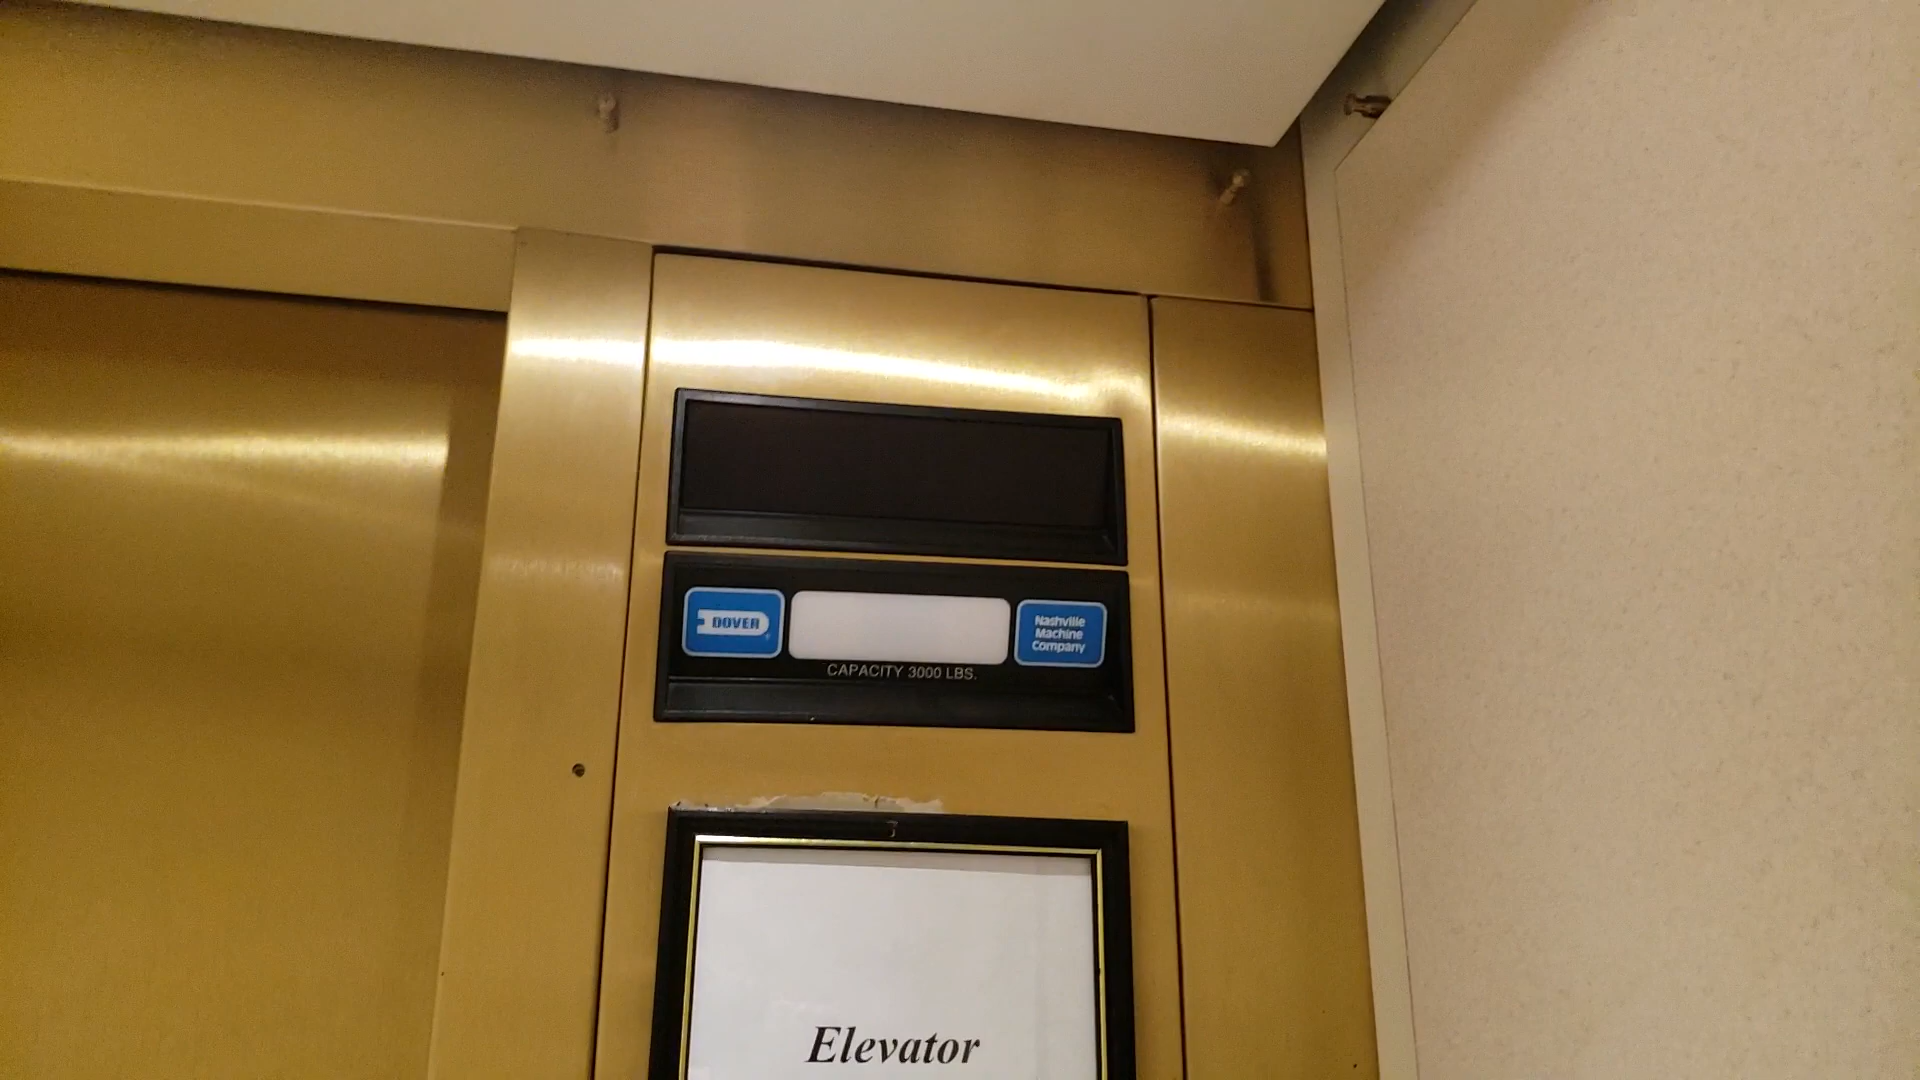 DOVER
Nashville
Machine
Company
CAPACITY 3000 LBS.
Elevator